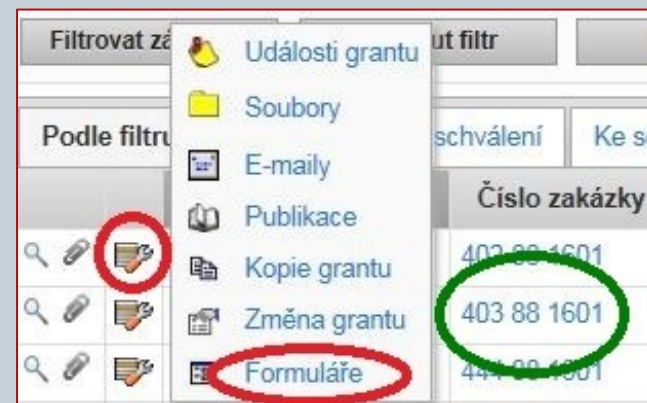 Filtrovat zá
ut filtr
Události grantu
Soubory
Podle filtru
schválení
Ke s
E-maily
Publikace
Číslo zakázky
Kopie grantu
403 88 1601
Změna grantu
Formuláře